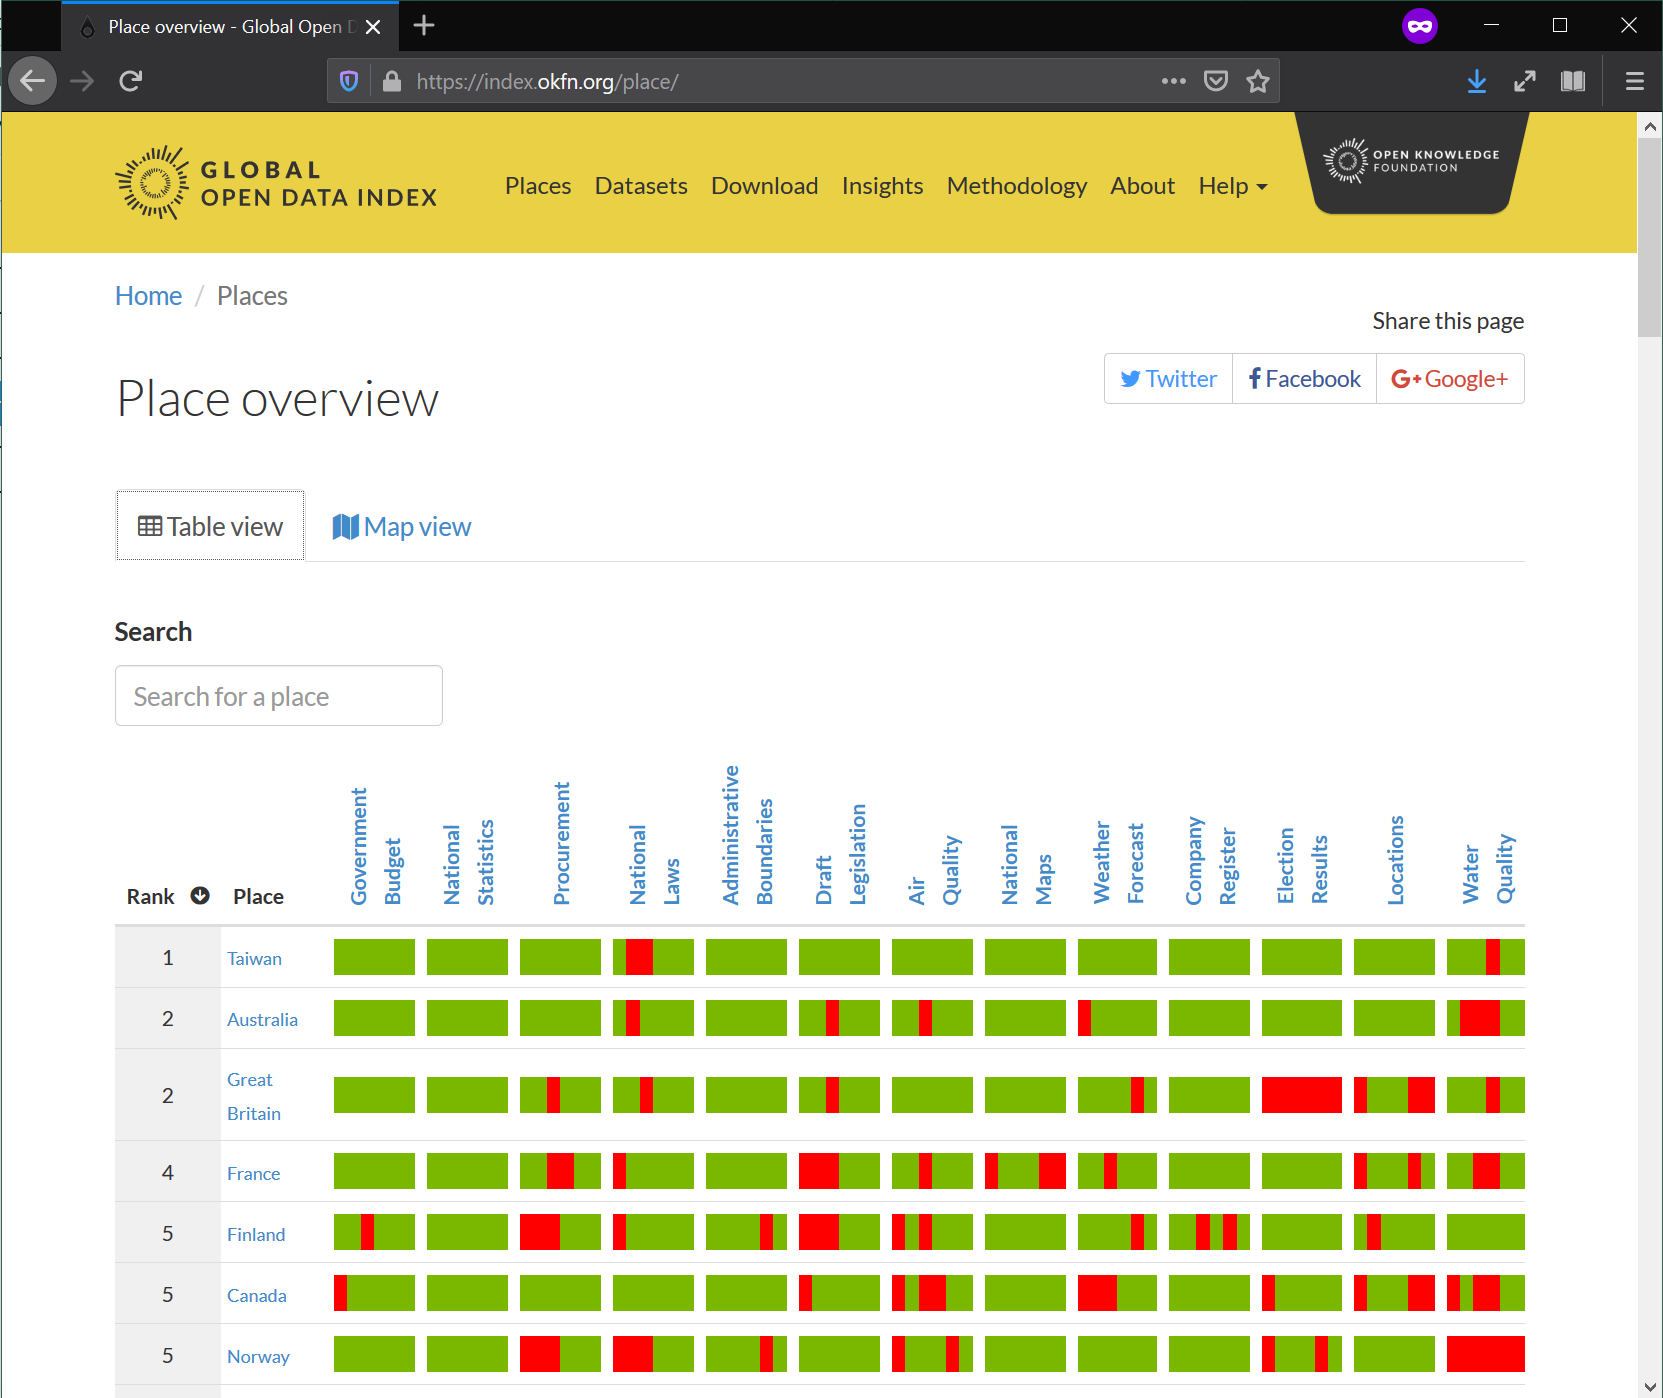 Place overview - Global Open D
https://index.okfn.org/place/
GLOBAL
OPEN DATA INDEX
Places Datasets Download Insights Methodology About Help
OPEN KNOWLEDGE
FOUNDATION
Home / Places
Share this page
Twitter Facebook G+ Google+
Place overview
Table view Map view
Search
Search for a place
Rank Place
Government
Budget
National
Statistics
Procurement
National
Laws
Administrative
Boundaries
Draft
Legislation
Air
Quality
National
Maps
Weather
Forecast
Company
Register
Election
Results
Locations
Water
Quality
1 Taiwan
2 Australia
2 Great
Britain
4 France
5 Finland
5 Canada
5 Norway